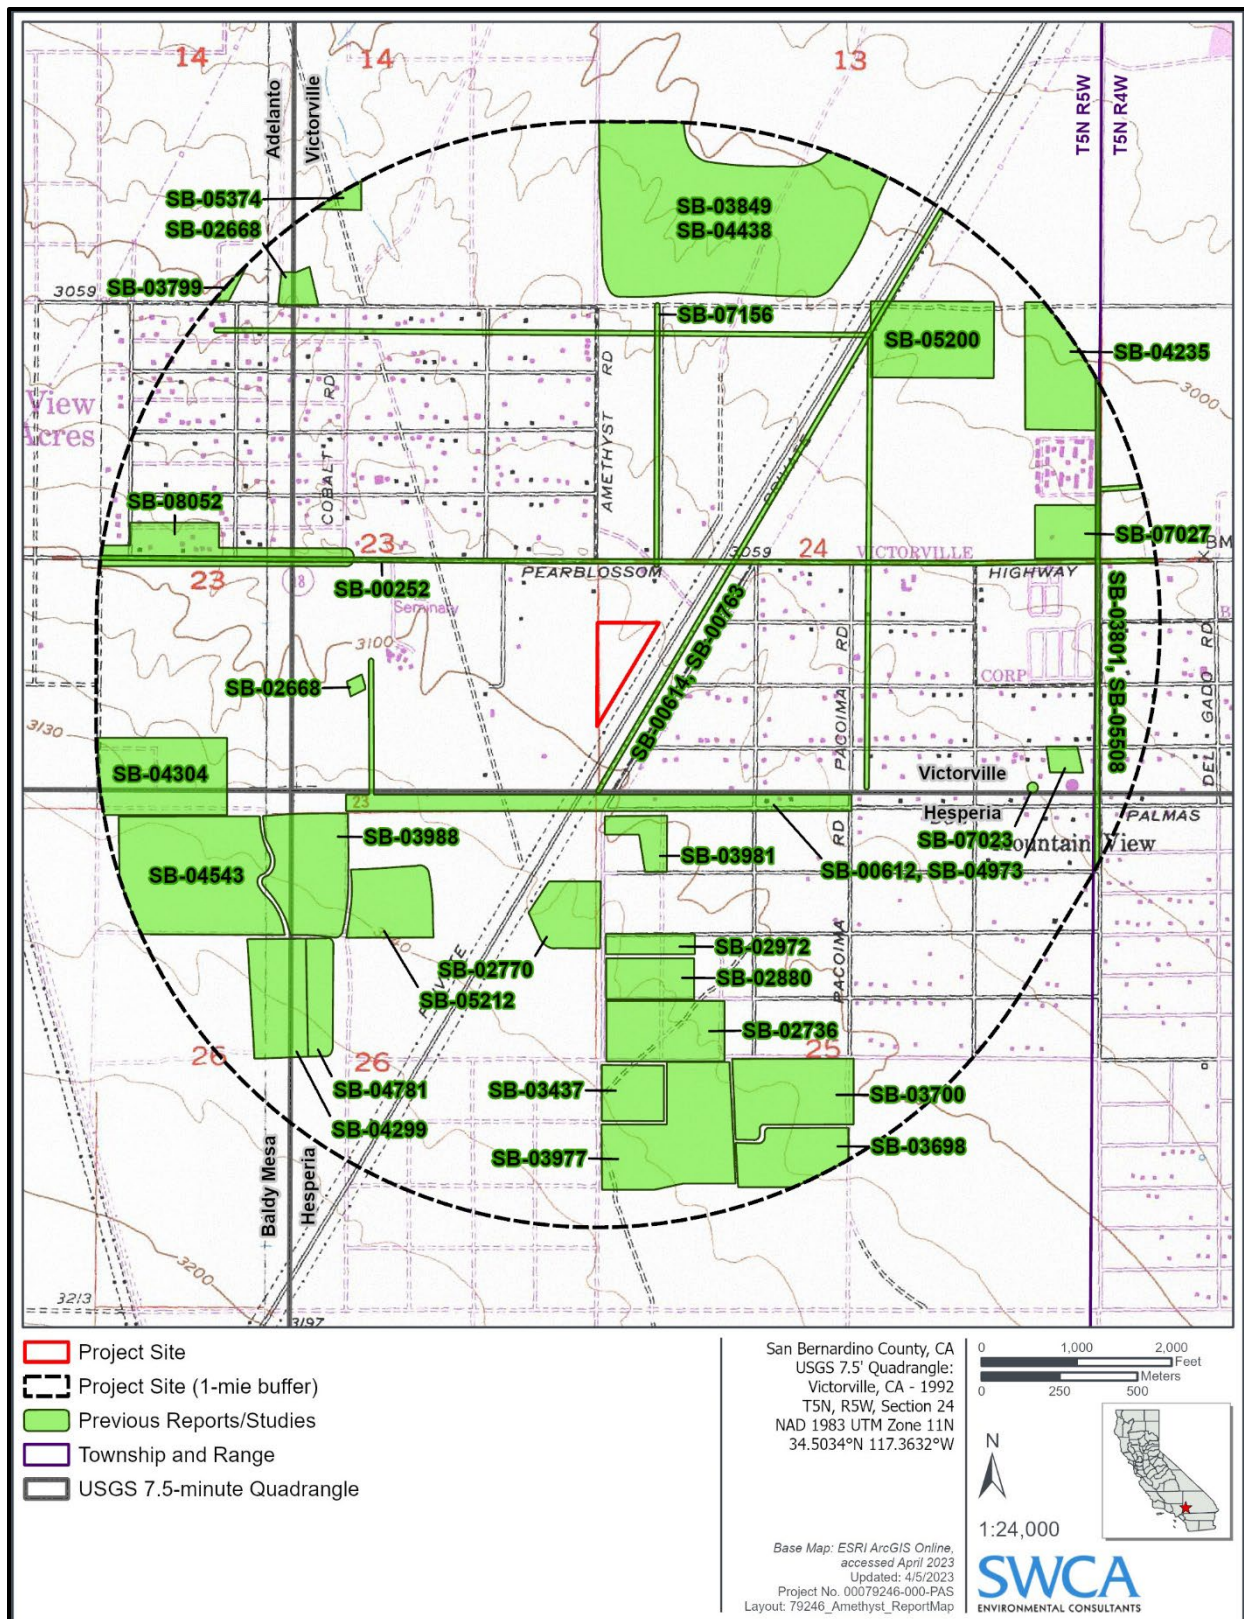 14
14
13
Adelanto
Victorville
T5N R5W
T5N R4W
SB-05374
SB-02668
SB-03849
SB-04438
SB-03799
3059
SB-07156
SB-05200
SB-04235
3000
View
Acres
COBALT RD
AMETHYST RD
SB-08052
23
3059
24
VICTORVILLE
SB-07027
BM
23
18
SB-00252
PEARBLOSSOM
HIGHWAY
Seminary
3100
SB-00614, SB-00763
SB-03801, SB-05508
CORP
SB-02668
PACOIMA RD
DEL GADO RD
3130
SB-04304
Victorville
23
Hesperia
PALMAS
SB-07023
Mountain View
SB-03988
SB-03981
RD
SB-00612, SB-04973
SB-04543
PACOIMA
SB-02972
SB-02770
SB-02880
SB-05212
SB-02736
26
26
25
SB-04781
SB-03437
SB-03700
SB-04299
SB-03698
SB-03977
Baldy Mesa
Hesperia
3200
3213
3197
Project Site
Project Site (1-mie buffer)
Previous Reports/Studies
Township and Range
USGS 7.5-minute Quadrangle
San Bernardino County, CA
USGS 7.5' Quadrangle:
Victorville, CA - 1992
T5N, R5W, Section 24
NAD 1983 UTM Zone 11N
34.5034°N 117.3632°W
Base Map: ESRI ArcGIS Online,
accessed April 2023
Updated: 4/5/2023
Project No. 00079246-000-PAS
Layout: 79246_Amethyst_ReportMap
0 1,000 2,000
Feet
Meters
0 250 500
N
1:24,000
SWCA
ENVIRONMENTAL CONSULTANTS